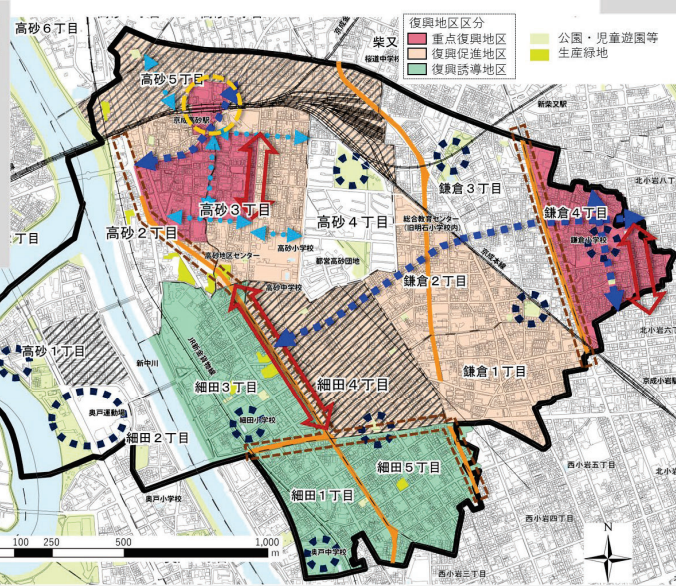 高砂６丁目
柴又
桜道中学校
復興地区区分
重点復興地区
復興促進地区
復興誘導地区
公園・児童遊園等
生産緑地
高砂５丁目
京成高砂駅
新柴又駅
北小岩八丁
高砂３丁目
高砂４丁目
鎌倉３丁目
鎌倉４丁目
総合教育センター
(旧明石小学校内)
鎌倉小学校
高砂２丁目
高砂小学校
丁目
高砂地区センター
都営高砂団地
京成本線
鎌倉２丁目
高砂中学校
北小岩六丁
高砂１丁目
新中川
JR新金貨物線
細田３丁目
細田４丁目
鎌倉１丁目
京成小岩駅
奥戸運動場
細田小学校
細田２丁目
西小岩五丁目
北小岩
細田５丁目
奥戸小学校
細田１丁目
西小岩四丁目
N
100 250 500 1,000
m
奥戸中学校
西小岩三丁目